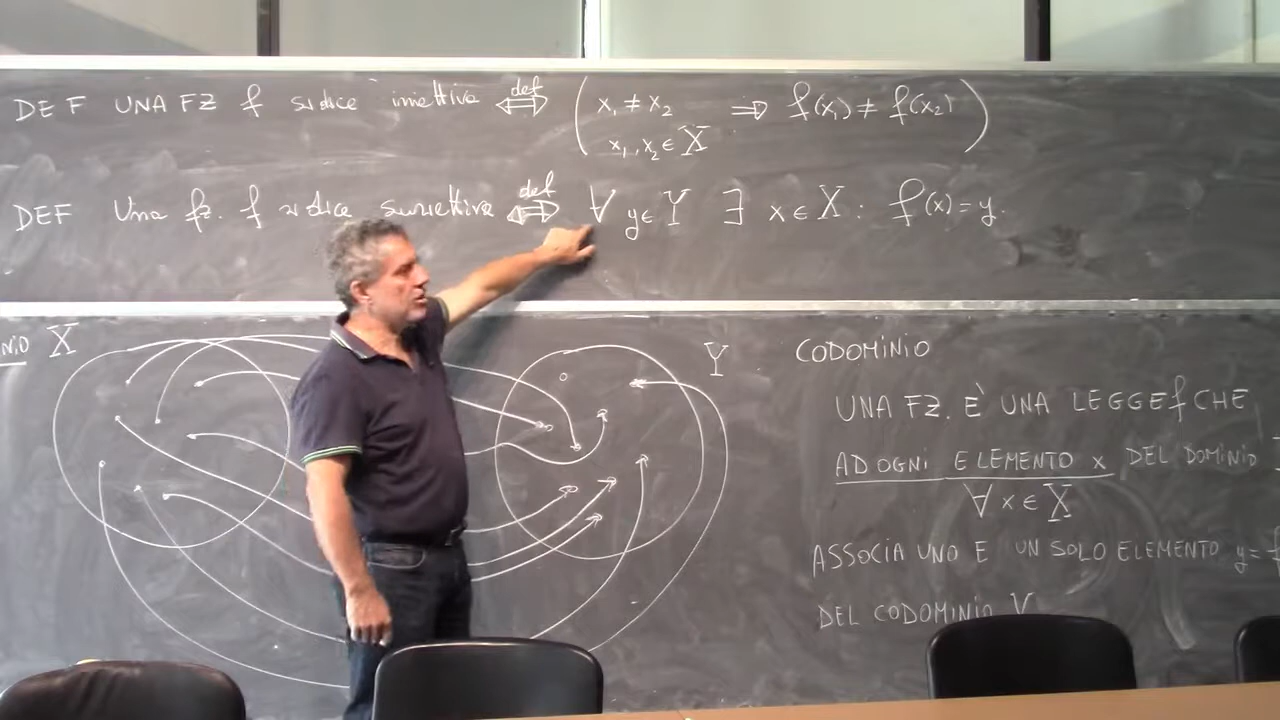 DEF UNA FZ f si dice iniettiva ⟺ def ( x₁ ≠ x₂ ⇒ f(x₁) ≠ f(x₂) )
x₁, x₂ ∈ X
DEF Una fz. f si dice suriettiva ⟺ def ∀ y ∈ Y ∃ x ∈ X : f(x) = y.
NIO X
Y
CODOMINIO
UNA FZ. È UNA LEGGE f CHE
AD OGNI ELEMENTO x DEL DOMINIO
∀ x ∈ X
ASSOCIA UNO E UN SOLO ELEMENTO y =
DEL CODOMINIO Y